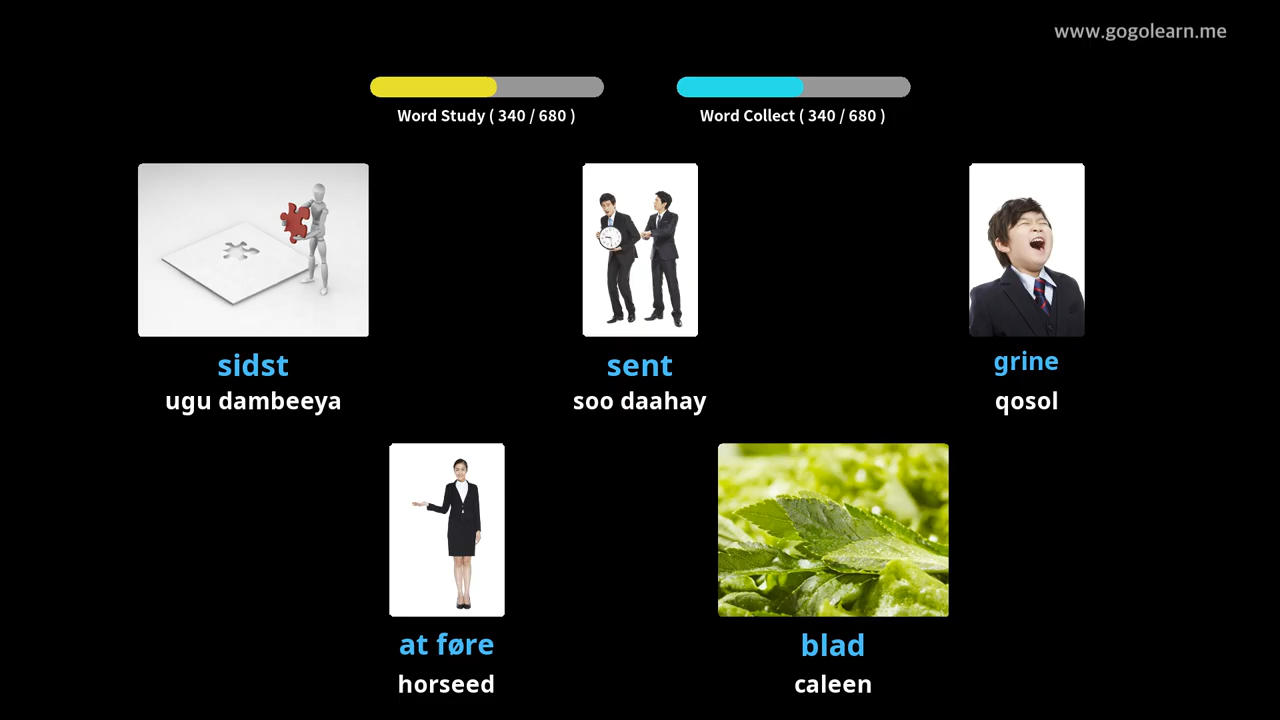 www.gogolearn.me
Word Study ( 340 / 680 )
Word Collect ( 340 / 680 )
sidst
ugu dambeeya
sent
soo daahay
grine
qosol
at føre
horseed
blad
caleen